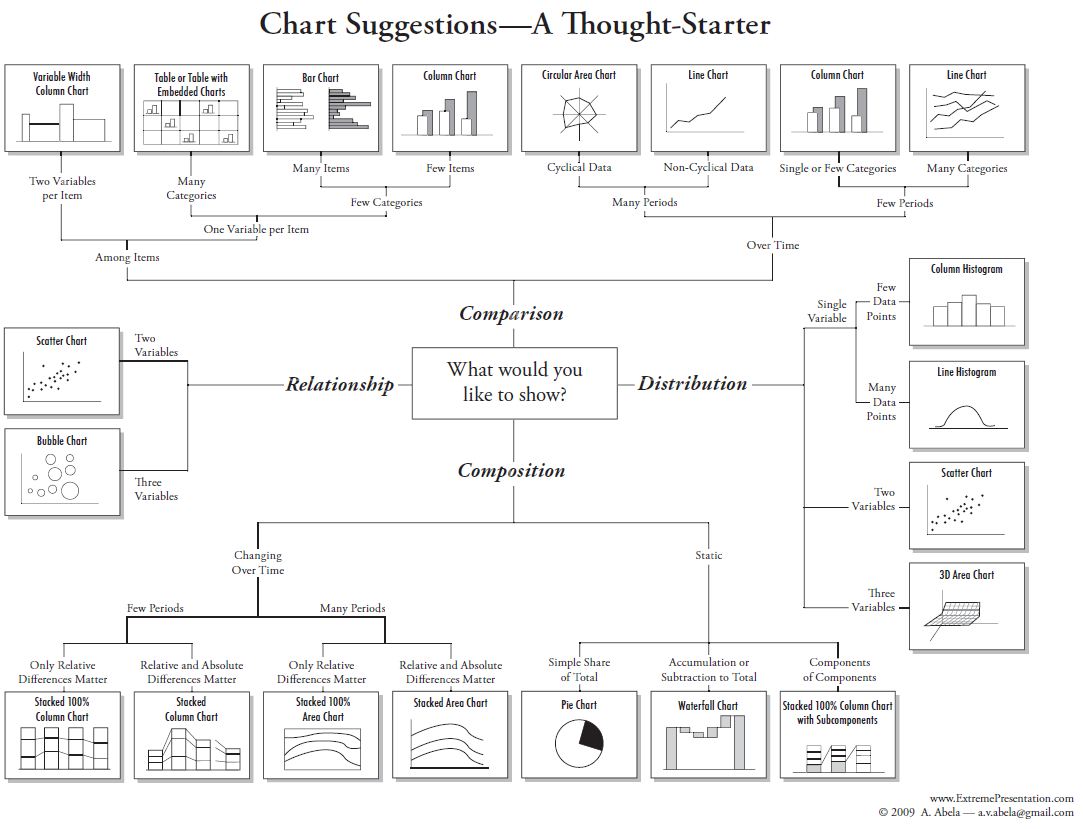 Chart Suggestions—A Thought-Starter
Variable Width
Column Chart
Table or Table with
Embedded Charts
Bar Chart
Column Chart
Circular Area Chart
Line Chart
Column Chart
Line Chart
Two Variables
per Item
Many
Categories
Many Items
Few Items
Cyclical Data
Non-Cyclical Data
Single or Few Categories
Many Categories
Few Categories
Many Periods
Few Periods
One Variable per Item
Among Items
Over Time
Comparison
What would you
like to show?
Relationship
Two
Variables
Scatter Chart
Three
Variables
Bubble Chart
Distribution
Single
Variable
Few
Data
Points
Column Histogram
Many
Data
Points
Line Histogram
Two
Variables
Scatter Chart
Three
Variables
3D Area Chart
Composition
Changing
Over Time
Static
Few Periods
Many Periods
Only Relative
Differences Matter
Relative and Absolute
Differences Matter
Only Relative
Differences Matter
Relative and Absolute
Differences Matter
Simple Share
of Total
Accumulation or
Subtraction to Total
Components
of Components
Stacked 100%
Column Chart
Stacked
Column Chart
Stacked 100%
Area Chart
Stacked Area Chart
Pie Chart
Waterfall Chart
Stacked 100% Column Chart
with Subcomponents
www.ExtremePresentation.com
© 2009 A. Abela — a.v.abela@gmail.com